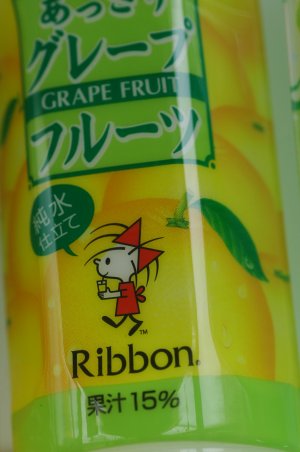 あっさり
グレープ
GRAPE FRUIT
フルーツ
純水
仕立て
TM
Ribbon®
果汁15%